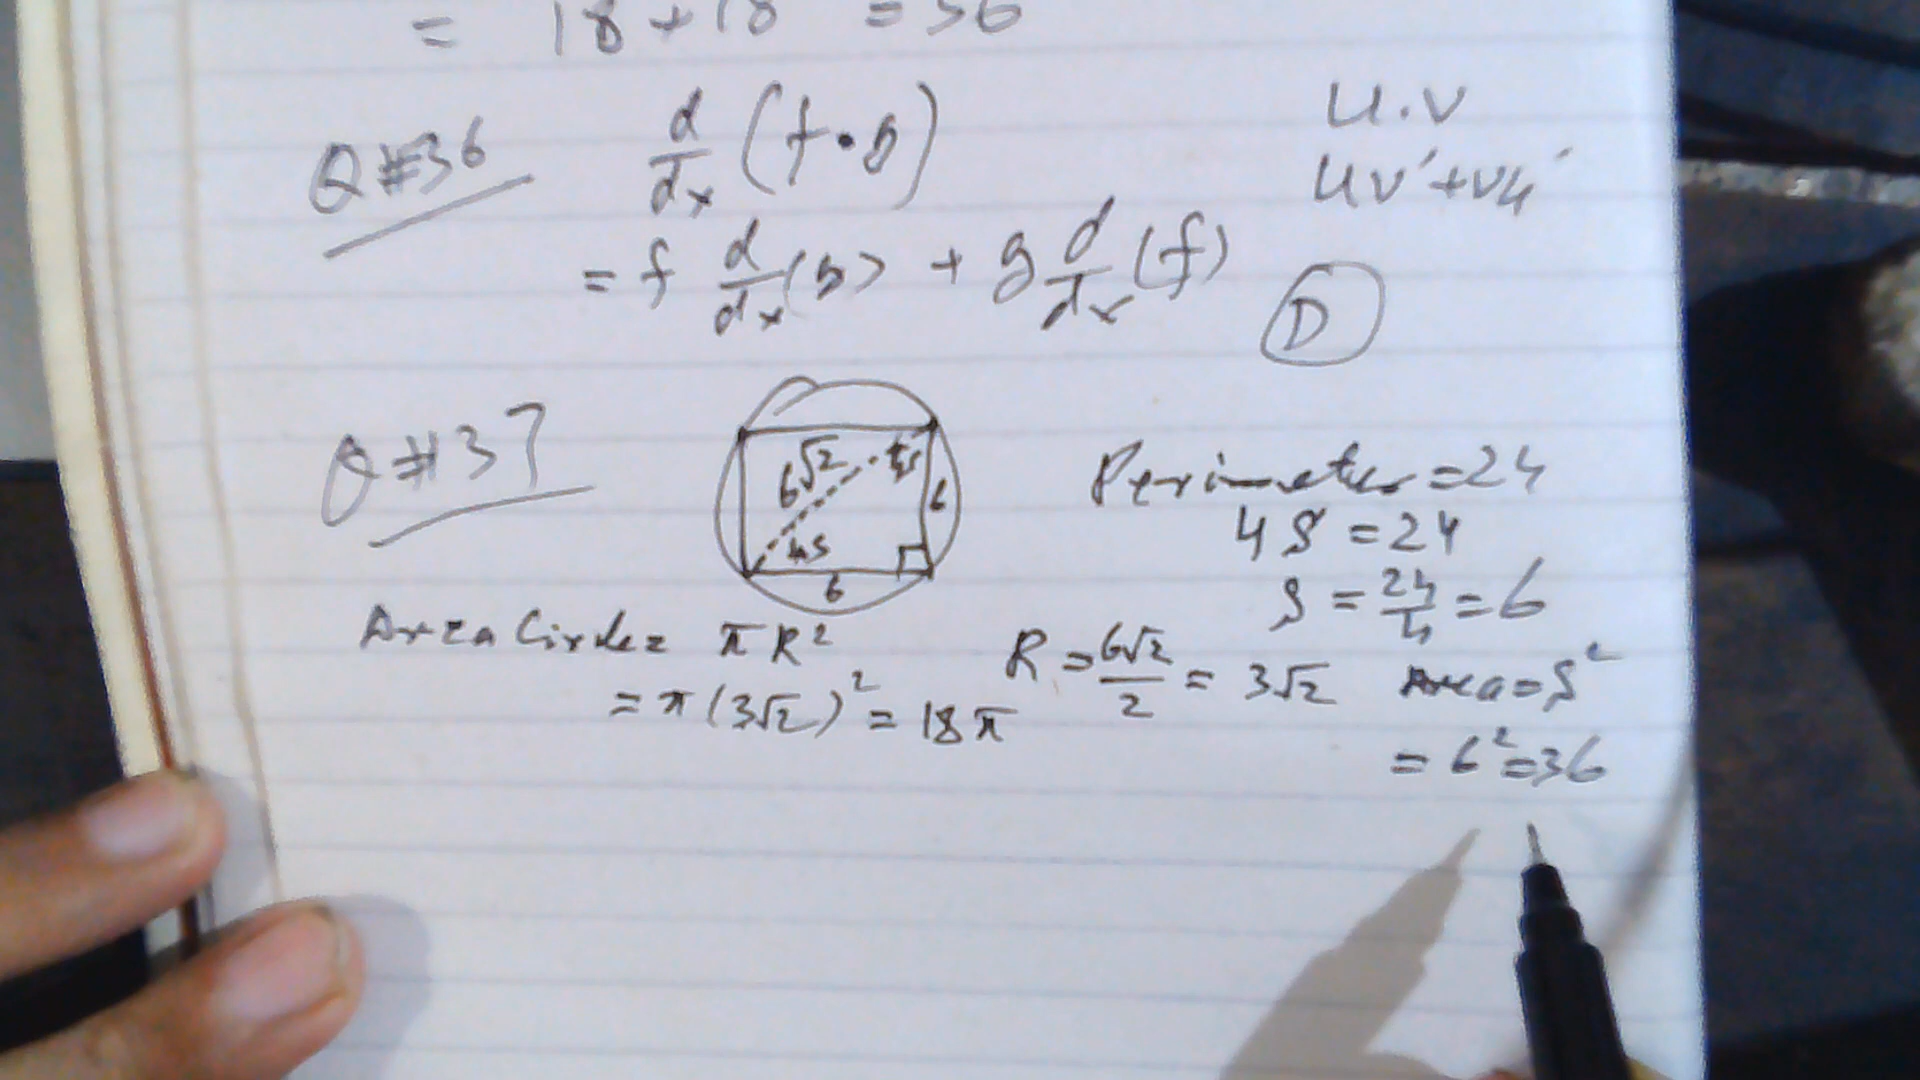 = 18 + 18 = 36
Q#36 d/dx (f•g) U.V
UV'+VU'
= f d/dx (g) + g d/dx (f)
D
Q#37
6√2 45
6
45
6
Perimeter = 24
4S = 24
S = 24/4 = 6
Area Circle = πR²
R = 6√2/2 = 3√2
Area = S²
= π(3√2)² = 18π
= 6² = 36